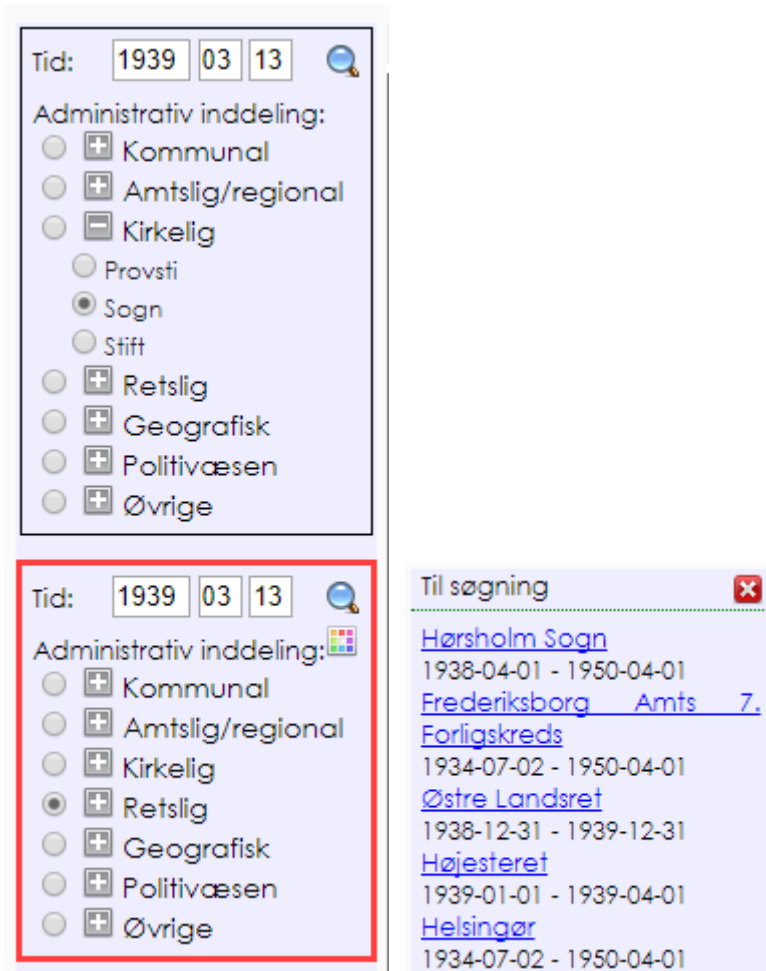 Tid: 1939 03 13
Administrativ inddeling:
Kommunal
Amtslig/regional
Kirkelig
Provsti
Sogn
Stift
Retslig
Geografisk
Politivæsen
Øvrige
Tid: 1939 03 13
Administrativ inddeling:
Kommunal
Amtslig/regional
Kirkelig
Retslig
Geografisk
Politivæsen
Øvrige
Til søgning
Hørsholm Sogn
1938-04-01 - 1950-04-01
Frederiksborg Amts 7.
Forligskreds
1934-07-02 - 1950-04-01
Østre Landsret
1938-12-31 - 1939-12-31
Højesteret
1939-01-01 - 1939-04-01
Helsingør
1934-07-02 - 1950-04-01